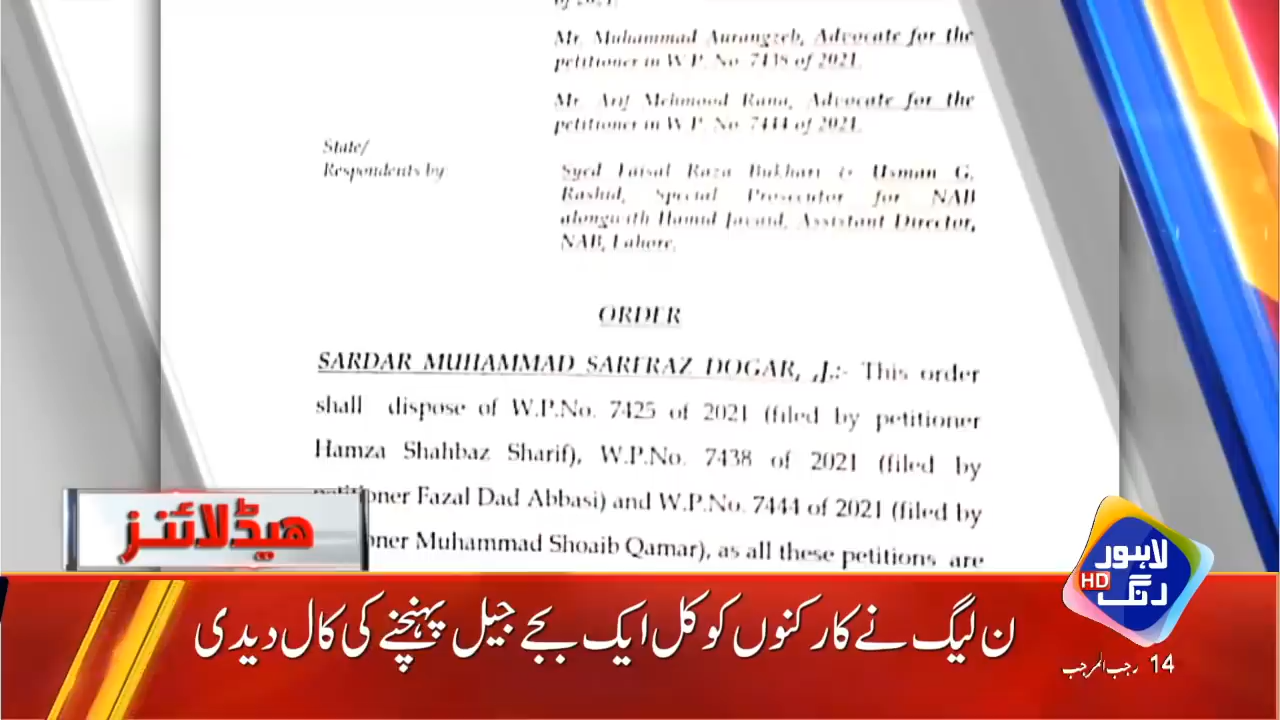 of 2021.
Mr. Muhammad Aurangzeb, Advocate for the
petitioner in W.P. No. 7438 of 2021.
Mr. Arif Mehmood Rana, Advocate for the
petitioner in W.P. No. 7444 of 2021.
State/
Respondents by
Syed Faisal Raza Bukhari & Usman G.
Rashid, Special Prosecutor for NAB
alongwith Hamid Javaid, Assistant Director,
NAB, Lahore.
ORDER
SARDAR MUHAMMAD SARFRAZ DOGAR, J.:- This order
shall dispose of W.P.No. 7425 of 2021 (filed by petitioner
Hamza Shahbaz Sharif), W.P.No. 7438 of 2021 (filed by
petitioner Fazal Dad Abbasi) and W.P.No. 7444 of 2021 (filed by
oner Muhammad Shoaib Qamar), as all these petitions are
ہیڈلائنز
لاہور
رنگ
HD
ن لیگ نے کارکنوں کو کل ایک بجے جیل پہنچنے کی کال دیدی
14 رجب المرجب